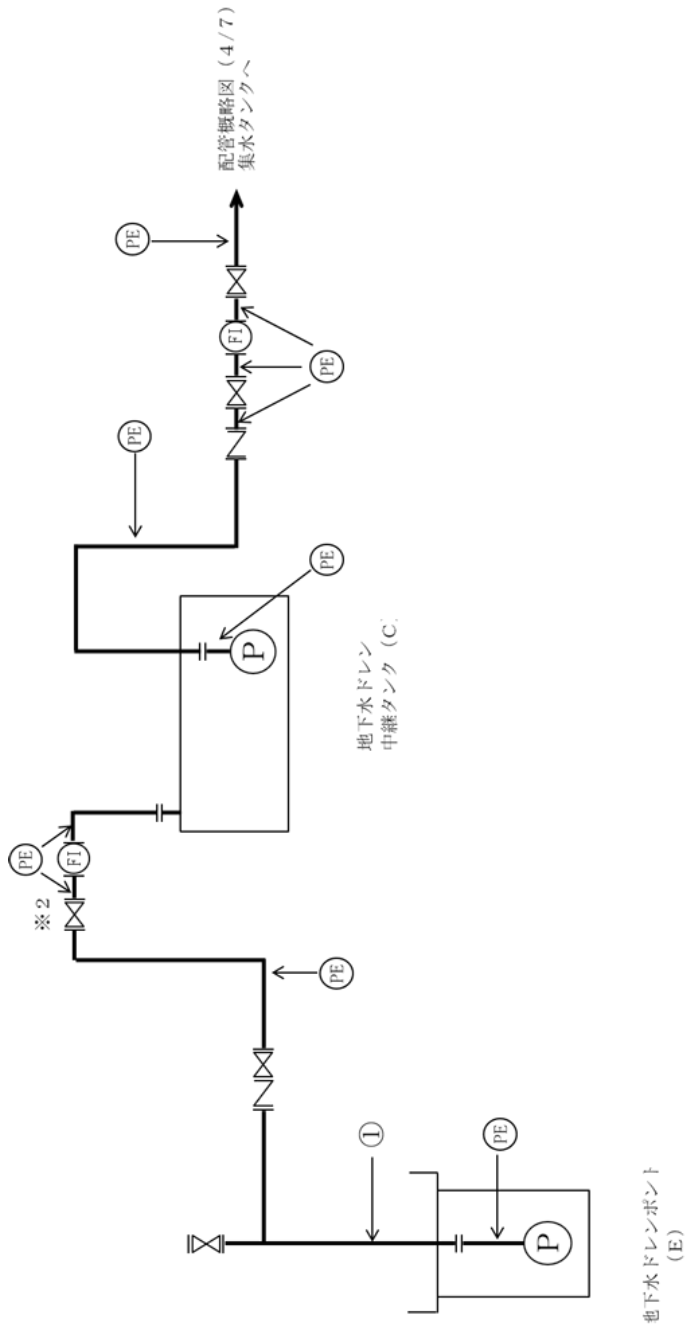 配管概略図（4/7）
集水タンクへ
PE
FI
PE
PE
PE
P
地下水ドレン
中継タンク（C
PE
FI
※2
PE
①
PE
P
地下水ドレンポント
（E）